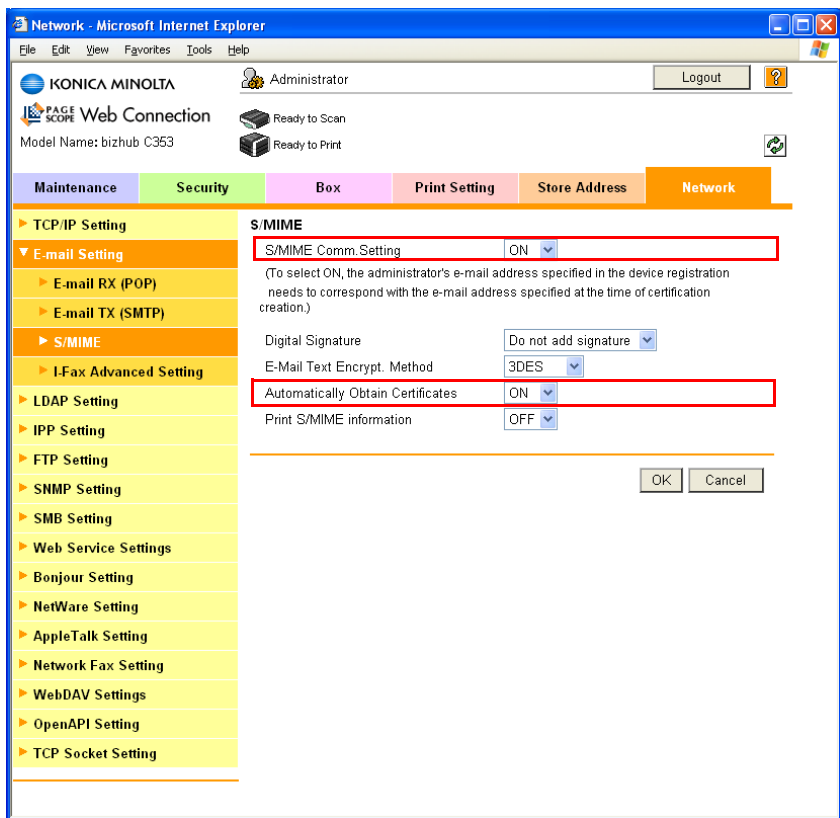 Network - Microsoft Internet Explorer
File Edit View Favorites Tools Help
KONICA MINOLTA
Administrator
Logout
?
PAGE SCOPE Web Connection
Ready to Scan
Model Name: bizhub C353
Ready to Print
Maintenance Security Box Print Setting Store Address Network
TCP/IP Setting
E-mail Setting
E-mail RX (POP)
E-mail TX (SMTP)
S/MIME
I-Fax Advanced Setting
LDAP Setting
IPP Setting
FTP Setting
SNMP Setting
SMB Setting
Web Service Settings
Bonjour Setting
NetWare Setting
AppleTalk Setting
Network Fax Setting
WebDAV Settings
OpenAPI Setting
TCP Socket Setting
S/MIME
S/MIME Comm.Setting ON
(To select ON, the administrator's e-mail address specified in the device registration
needs to correspond with the e-mail address specified at the time of certification
creation.)
Digital Signature Do not add signature
E-Mail Text Encrypt. Method 3DES
Automatically Obtain Certificates ON
Print S/MIME information OFF
OK Cancel